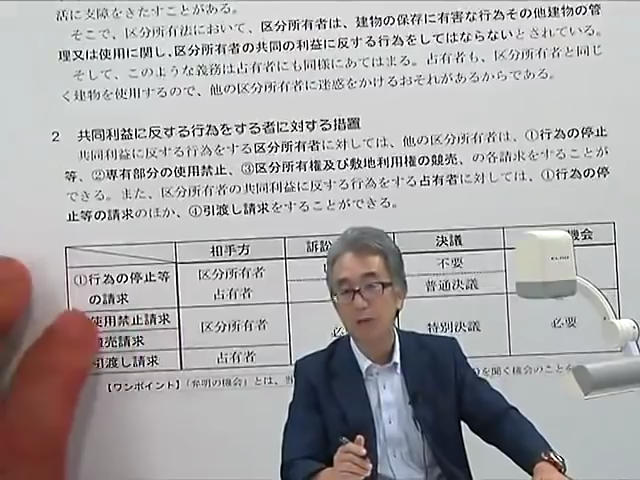 活に支障をきたすことがある。
そこで、区分所有法において、区分所有者は、建物の保存に有害な行為その他建物の管
理又は使用に関し、区分所有者の共同の利益に反する行為をしてはならないとされている。
そして、このような義務は占有者にも同様にあてはまる。占有者も、区分所有者と同じ
く建物を使用するので、他の区分所有者に迷惑をかけるおそれがあるからである。
2 共同利益に反する行為をする者に対する措置
共同利益に反する行為をする区分所有者に対しては、他の区分所有者は、①行為の停止
等、②専有部分の使用禁止、③区分所有権及び敷地利用権の競売、の各請求をすることが
できる。また、区分所有者の共同の利益に反する行為をする占有者に対しては、①行為の停
止等の請求のほか、④引渡し請求をすることができる。
相手方 訴訟 決議 機会
①行為の停止等の請求 区分所有者 不要
占有者 普通決議
使用禁止請求 区分所有者 必 特別決議 必要
売請求
引渡し請求 占有者
【ワンポイント】「弁明の機会」とは、 を聞く機会のことを